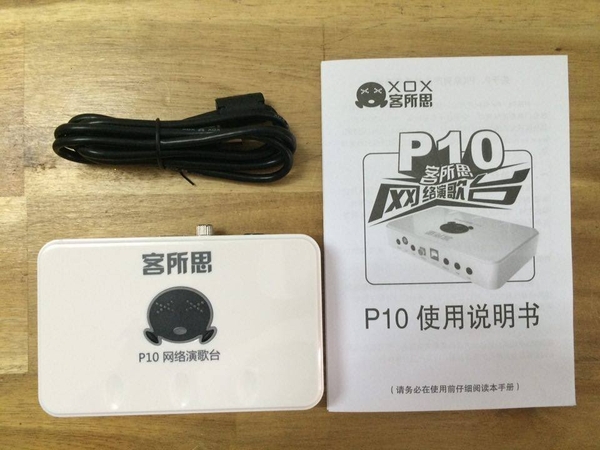 XOX
客所思
P10
客所思
网络演歌台
P10 使用说明书
(请务必在使用前仔细阅读本手册)
客所思
P10 网络演歌台